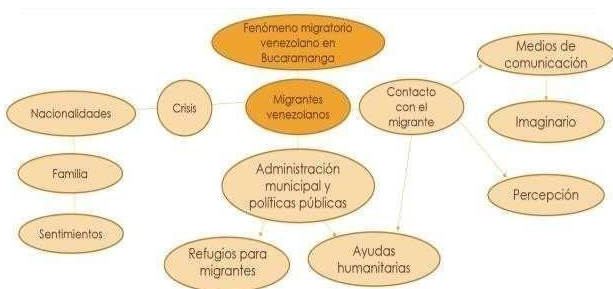 Fenómeno migratorio
venezolano en
Bucaramanga
Medios de
comunicación
Nacionalidades
Crisis
Migrantes
venezolanos
Contacto
con el
migrante
Imaginario
Familia
Administración
municipal y
políticas públicas
Percepción
Sentimientos
Refugios para
migrantes
Ayudas
humanitarias